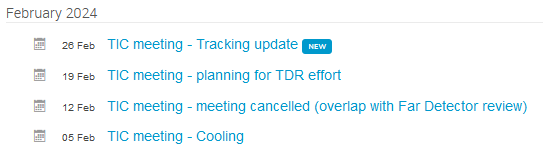 February 2024
26 Feb TIC meeting - Tracking update NEW
19 Feb TIC meeting - planning for TDR effort
12 Feb TIC meeting - meeting cancelled (overlap with Far Detector review)
05 Feb TIC meeting - Cooling